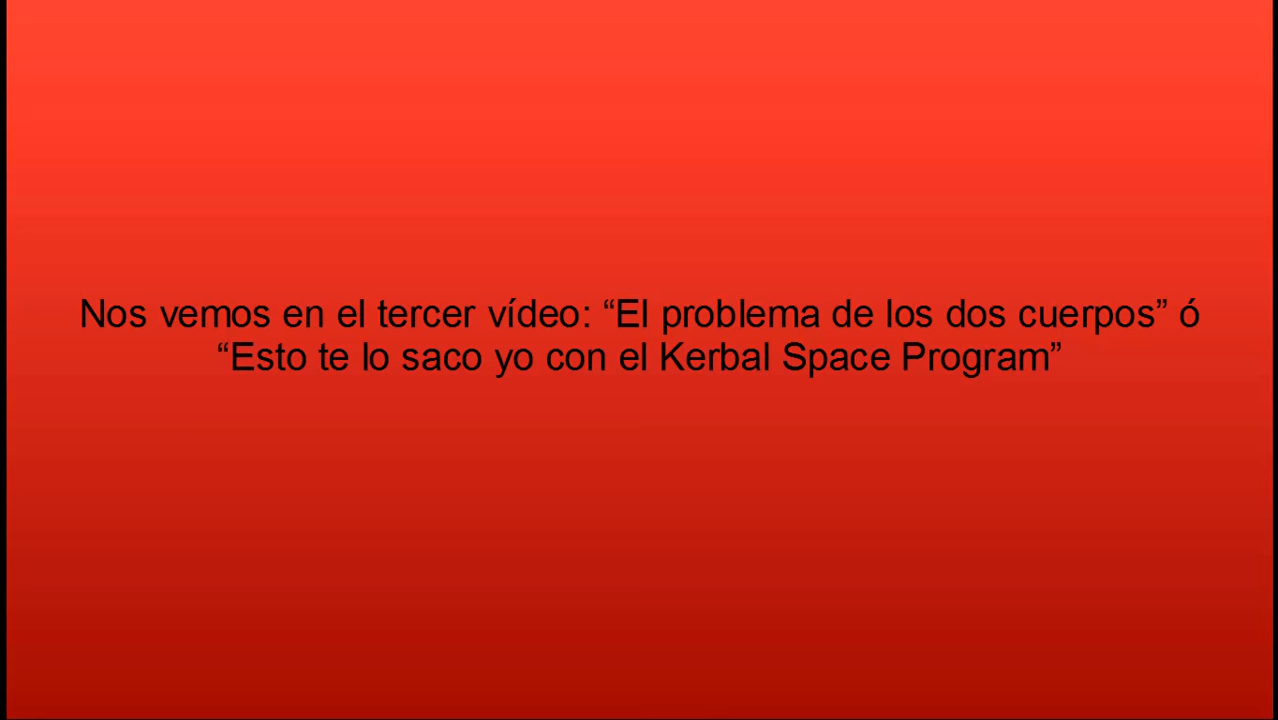 Nos vemos en el tercer vídeo: “El problema de los dos cuerpos” ó
“Esto te lo saco yo con el Kerbal Space Program”